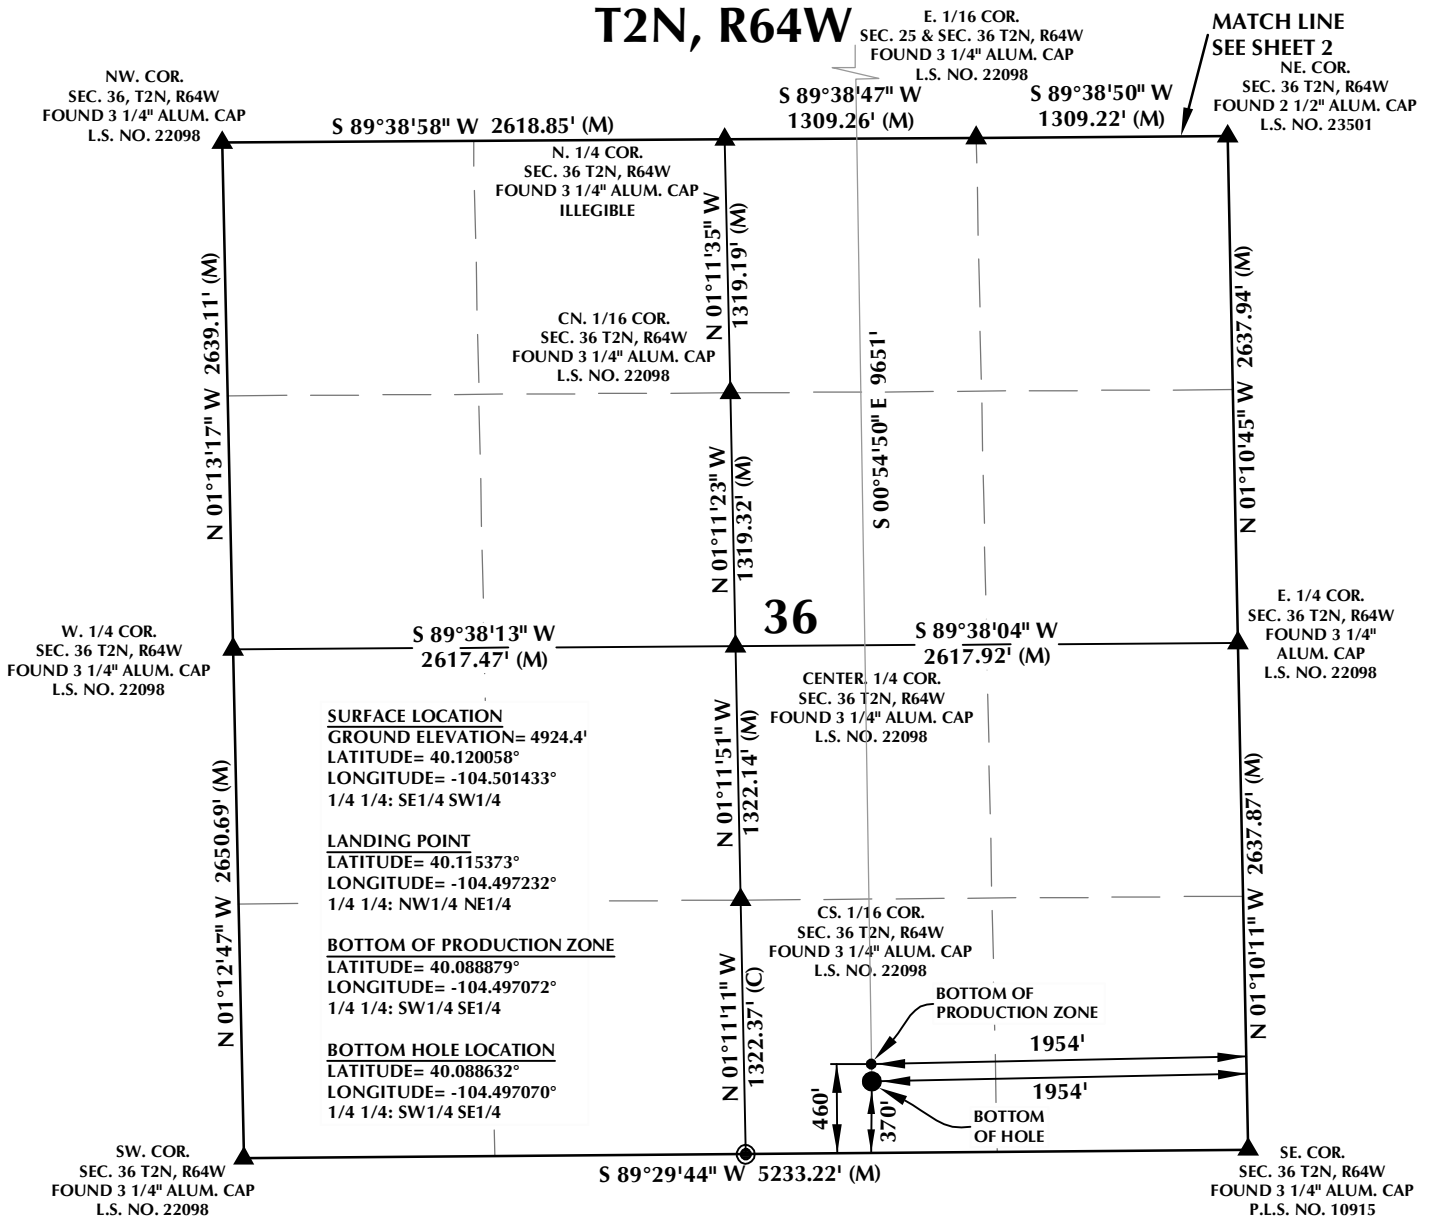 T2N, R64W
E. 1/16 COR.
SEC. 25 & SEC. 36 T2N, R64W
FOUND 3 1/4" ALUM. CAP
L.S. NO. 22098
MATCH LINE
SEE SHEET 2
NW. COR.
SEC. 36, T2N, R64W
FOUND 3 1/4" ALUM. CAP
L.S. NO. 22098
NE. COR.
SEC. 36 T2N, R64W
FOUND 2 1/2" ALUM. CAP
L.S. NO. 23501
S 89°38'58" W 2618.85' (M)
S 89°38'47" W
1309.26' (M)
S 89°38'50" W
1309.22' (M)
N. 1/4 COR.
SEC. 36 T2N, R64W
FOUND 3 1/4" ALUM. CAP
ILLEGIBLE
N 01°11'35" W
1319.19' (M)
N 01°13'17" W 2639.11' (M)
CN. 1/16 COR.
SEC. 36 T2N, R64W
FOUND 3 1/4" ALUM. CAP
L.S. NO. 22098
S 00°54'50" E 9651'
N 01°10'45" W 2637.94' (M)
N 01°11'23" W
1319.32' (M)
36
W. 1/4 COR.
SEC. 36 T2N, R64W
FOUND 3 1/4" ALUM. CAP
L.S. NO. 22098
S 89°38'13" W
2617.47' (M)
S 89°38'04" W
2617.92' (M)
E. 1/4 COR.
SEC. 36 T2N, R64W
FOUND 3 1/4"
ALUM. CAP
L.S. NO. 22098
CENTER. 1/4 COR.
SEC. 36 T2N, R64W
FOUND 3 1/4" ALUM. CAP
L.S. NO. 22098
SURFACE LOCATION
GROUND ELEVATION= 4924.4'
LATITUDE= 40.120058°
LONGITUDE= -104.501433°
1/4 1/4: SE1/4 SW1/4
LANDING POINT
LATITUDE= 40.115373°
LONGITUDE= -104.497232°
1/4 1/4: NW1/4 NE1/4
BOTTOM OF PRODUCTION ZONE
LATITUDE= 40.088879°
LONGITUDE= -104.497072°
1/4 1/4: SW1/4 SE1/4
BOTTOM HOLE LOCATION
LATITUDE= 40.088632°
LONGITUDE= -104.497070°
1/4 1/4: SW1/4 SE1/4
N 01°12'47" W 2650.69' (M)
N 01°11'51" W
1322.14' (M)
N 01°10'11" W 2637.87' (M)
CS. 1/16 COR.
SEC. 36 T2N, R64W
FOUND 3 1/4" ALUM. CAP
L.S. NO. 22098
N 01°11'11" W
1322.37' (C)
BOTTOM OF
PRODUCTION ZONE
1954'
1954'
460'
370'
BOTTOM
OF HOLE
SW. COR.
SEC. 36 T2N, R64W
FOUND 3 1/4" ALUM. CAP
L.S. NO. 22098
S 89°29'44" W 5233.22' (M)
SE. COR.
SEC. 36 T2N, R64W
FOUND 3 1/4" ALUM. CAP
P.L.S. NO. 10915